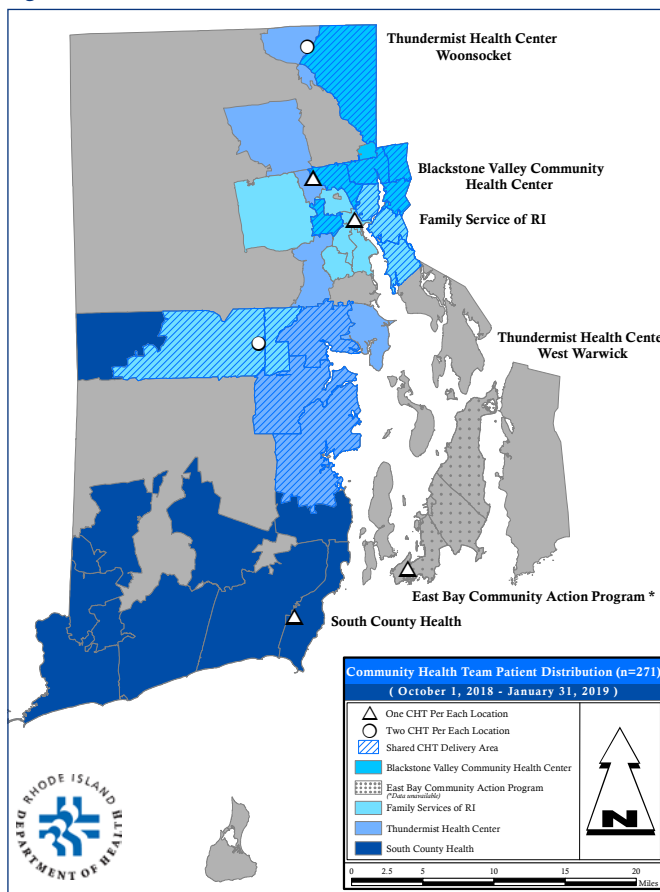 Thundermist Health Center
Woonsocket
Blackstone Valley Community
Health Center
Family Service of RI
Thundermist Health Cente
West Warwick
East Bay Community Action Program *
South County Health
Community Health Team Patient Distribution (n=271)
( October 1, 2018 - January 31, 2019 )
One CHT Per Each Location
Two CHT Per Each Location
Shared CHT Delivery Area
Blackstone Valley Community Health Center
East Bay Community Action Program
(*Data unavailable)
Family Services of RI
Thundermist Health Center
South County Health
N
0 2.5 5 10 15 20
Miles
RHODE ISLAND
DEPARTMENT OF HEALTH